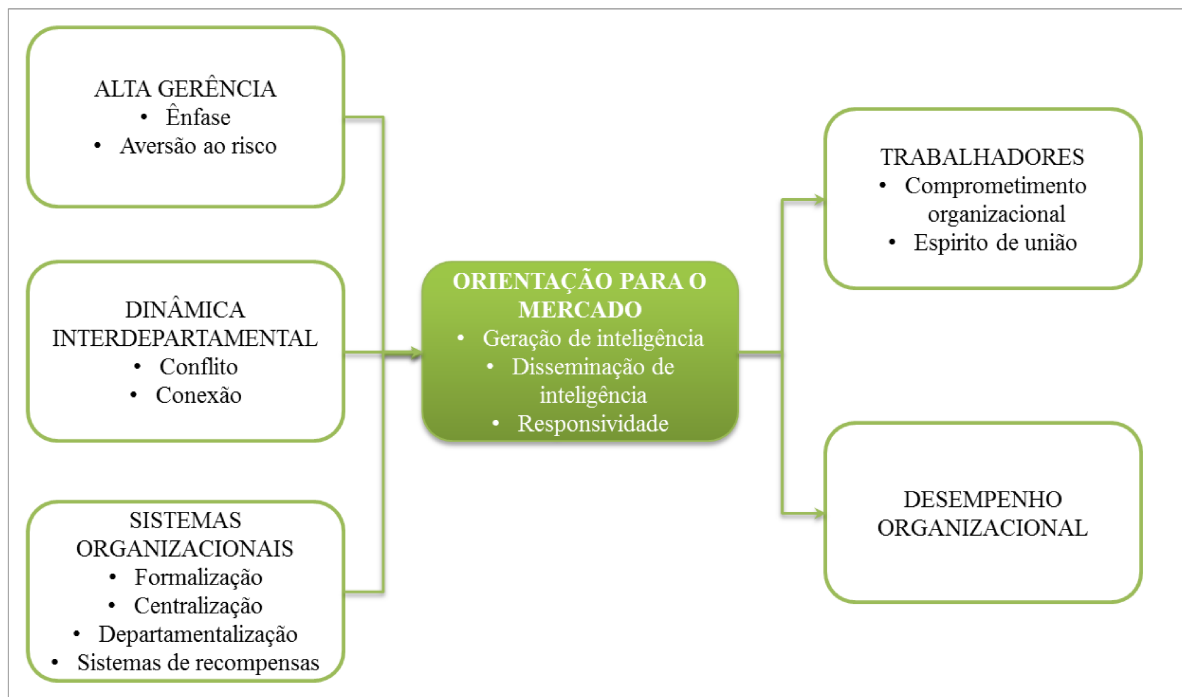 ALTA GERÊNCIA
• Ênfase
• Aversão ao risco
DINÂMICA
INTERDEPARTAMENTAL
• Conflito
• Conexão
SISTEMAS
ORGANIZACIONAIS
• Formalização
• Centralização
• Departamentalização
• Sistemas de recompensas
ORIENTAÇÃO PARA O
MERCADO
• Geração de inteligência
• Disseminação de
inteligência
• Responsividade
TRABALHADORES
• Comprometimento
organizacional
• Espirito de união
DESEMPENHO
ORGANIZACIONAL